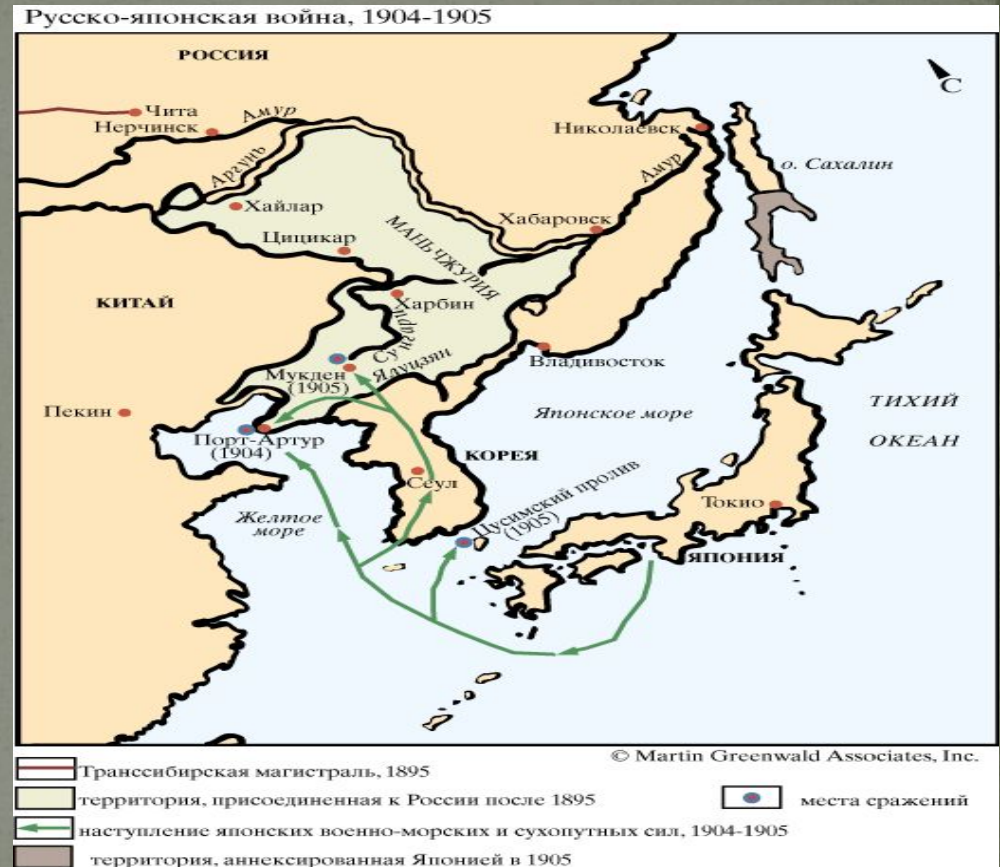 Русско-японская война, 1904-1905
РОССИЯ
С
Чита
Нерчинск
Амур
Николаевск
Аргунь
Амур
о. Сахалин
Хайлар
Хабаровск
Цицикар
МАНЬЧЖУРИЯ
КИТАЙ
Харбин
Сунгари
Ялуцзян
Владивосток
Мукден
(1905)
Пекин
Японское море
ТИХИЙ
ОКЕАН
Порт-Артур
(1904)
КОРЕЯ
Сеул
Цусимский пролив
(1905)
Токио
Желтое
море
ЯПОНИЯ
© Martin Greenwald Associates, Inc.
Транссибирская магистраль, 1895
территория, присоединенная к России после 1895
места сражений
наступление японских военно-морских и сухопутных сил, 1904-1905
территория, аннексированная Японией в 1905